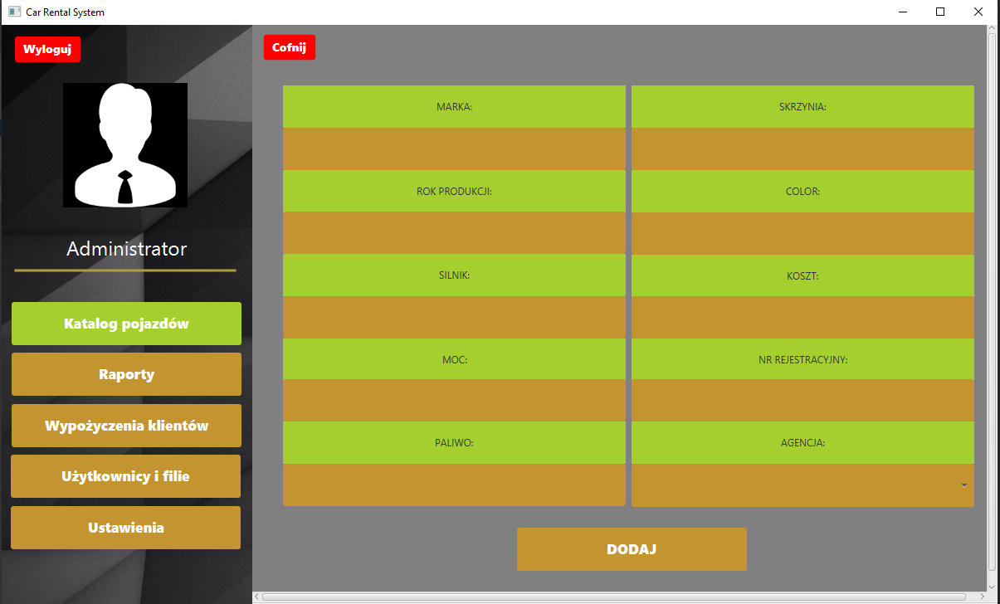 Car Rental System
Wyloguj
Administrator
Katalog pojazdów
Raporty
Wypożyczenia klientów
Użytkownicy i filie
Ustawienia
Cofnij
MARKA:
SKRZYNIA:
ROK PRODUKCJI:
COLOR:
SILNIK:
KOSZT:
MOC:
NR REJESTRACYJNY:
PALIWO:
AGENCJA:
DODAJ